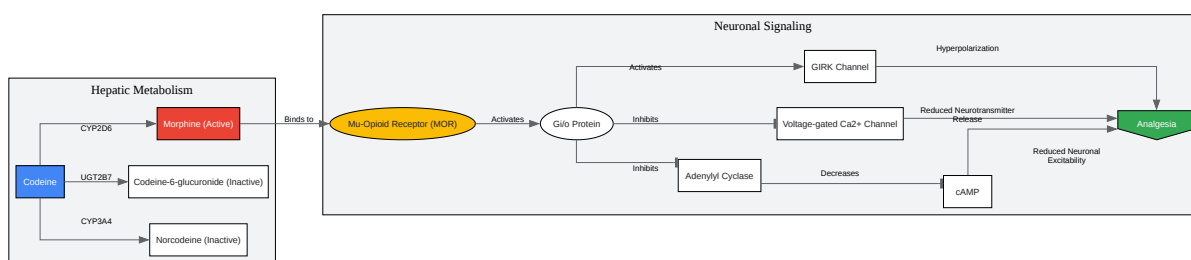 Neuronal Signaling
Hepatic Metabolism
Codeine
CYP2D6
Morphine (Active)
UGT2B7
Codeine-6-glucuronide (Inactive)
CYP3A4
Norcodeine (Inactive)
Binds to
Mu-Opioid Receptor (MOR)
Activates
Gi/o Protein
Activates
GIRK Channel
Hyperpolarization
Inhibits
Voltage-gated Ca2+ Channel
Reduced Neurotransmitter
Release
Inhibits
Adenylyl Cyclase
Decreases
cAMP
Reduced Neuronal
Excitability
Analgesia